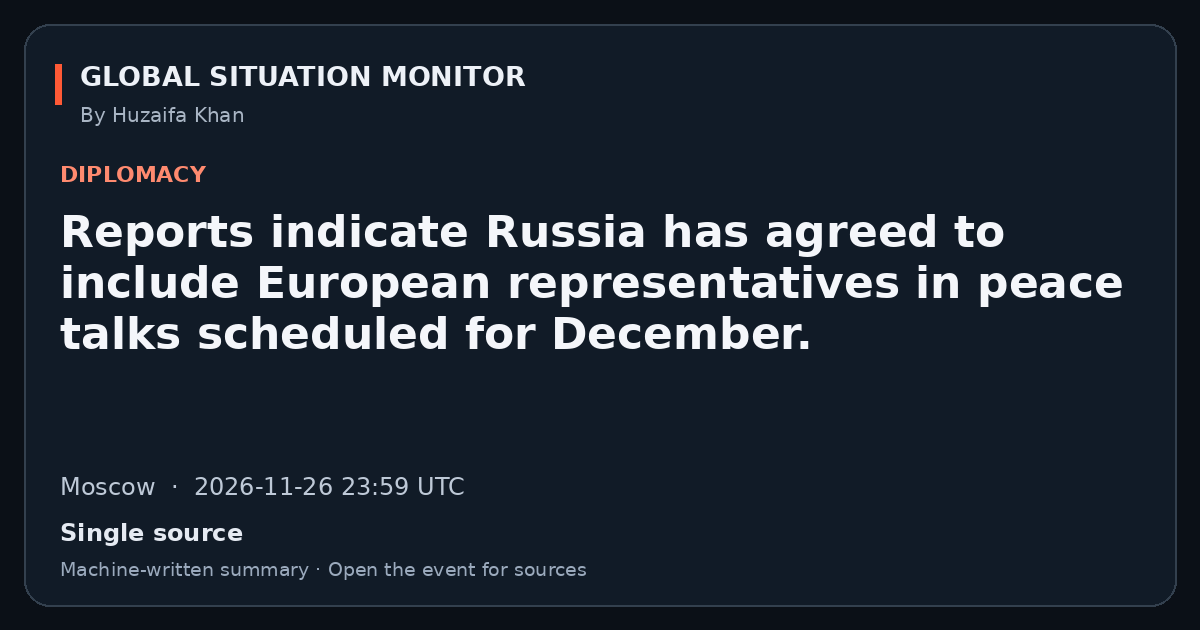 GLOBAL SITUATION MONITOR
By Huzaifa Khan
DIPLOMACY
Reports indicate Russia has agreed to
include European representatives in peace
talks scheduled for December.
Moscow · 2026-11-26 23:59 UTC
Single source
Machine-written summary · Open the event for sources